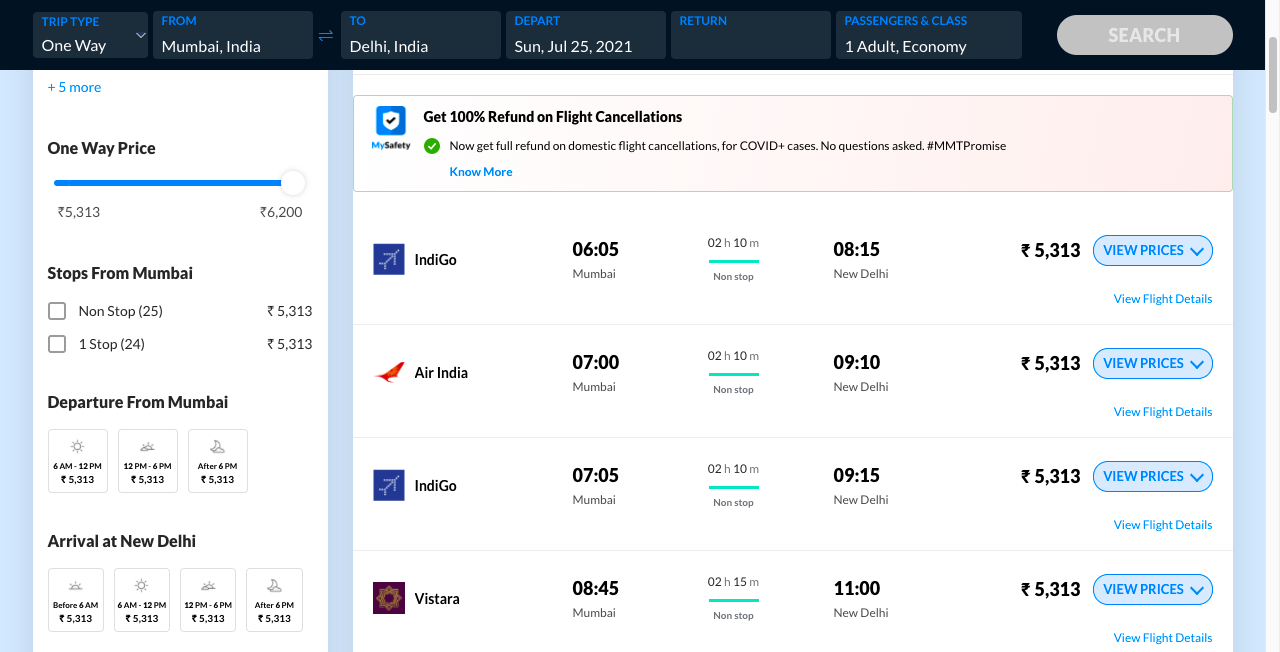 TRIP TYPE
One Way
FROM
Mumbai, India
TO
Delhi, India
DEPART
Sun, Jul 25, 2021
RETURN
PASSENGERS & CLASS
1 Adult, Economy
SEARCH
+ 5 more
One Way Price
₹5,313 ₹6,200
Stops From Mumbai
Non Stop (25) ₹ 5,313
1 Stop (24) ₹ 5,313
Departure From Mumbai
6 AM - 12 PM
₹ 5,313
12 PM - 6 PM
₹ 5,313
After 6 PM
₹ 5,313
Arrival at New Delhi
Before 6 AM
₹ 5,313
6 AM - 12 PM
₹ 5,313
12 PM - 6 PM
₹ 5,313
After 6 PM
₹ 5,313
MySafety
Get 100% Refund on Flight Cancellations
Now get full refund on domestic flight cancellations, for COVID+ cases. No questions asked. #MMTPromise
Know More
IndiGo
06:05
Mumbai
02 h 10 m
Non stop
08:15
New Delhi
₹ 5,313
VIEW PRICES
View Flight Details
Air India
07:00
Mumbai
02 h 10 m
Non stop
09:10
New Delhi
₹ 5,313
VIEW PRICES
View Flight Details
IndiGo
07:05
Mumbai
02 h 10 m
Non stop
09:15
New Delhi
₹ 5,313
VIEW PRICES
View Flight Details
Vistara
08:45
Mumbai
02 h 15 m
Non stop
11:00
New Delhi
₹ 5,313
VIEW PRICES
View Flight Details